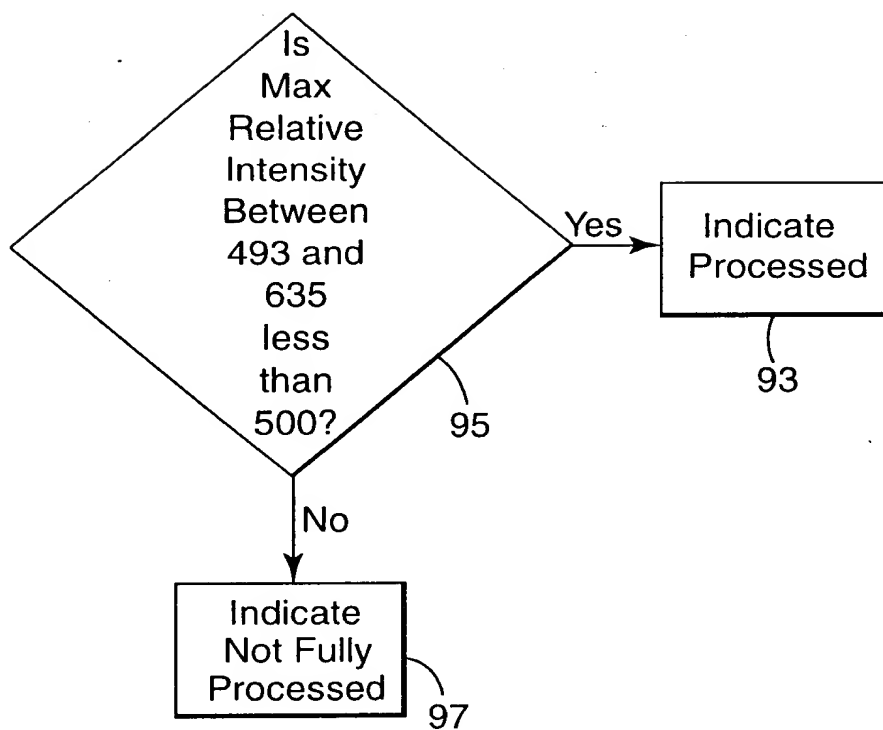 Is
Max
Relative
Intensity
Between
493 and
635
less
than
500?
Yes
Indicate
Processed
93
95
No
Indicate
Not Fully
Processed
97